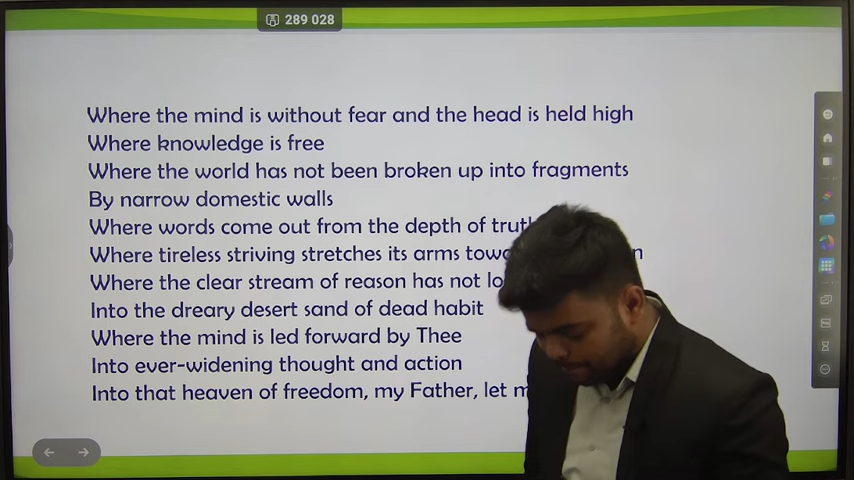 289 028
Where the mind is without fear and the head is held high
Where knowledge is free
Where the world has not been broken up into fragments
By narrow domestic walls
Where words come out from the depth of
Where tireless striving stretches its arms
Where the clear stream of reason has not
Into the dreary desert sand of dead habit
Where the mind is led forward by Thee
Into ever-widening thought and action
Into that heaven of freedom, my Father, let